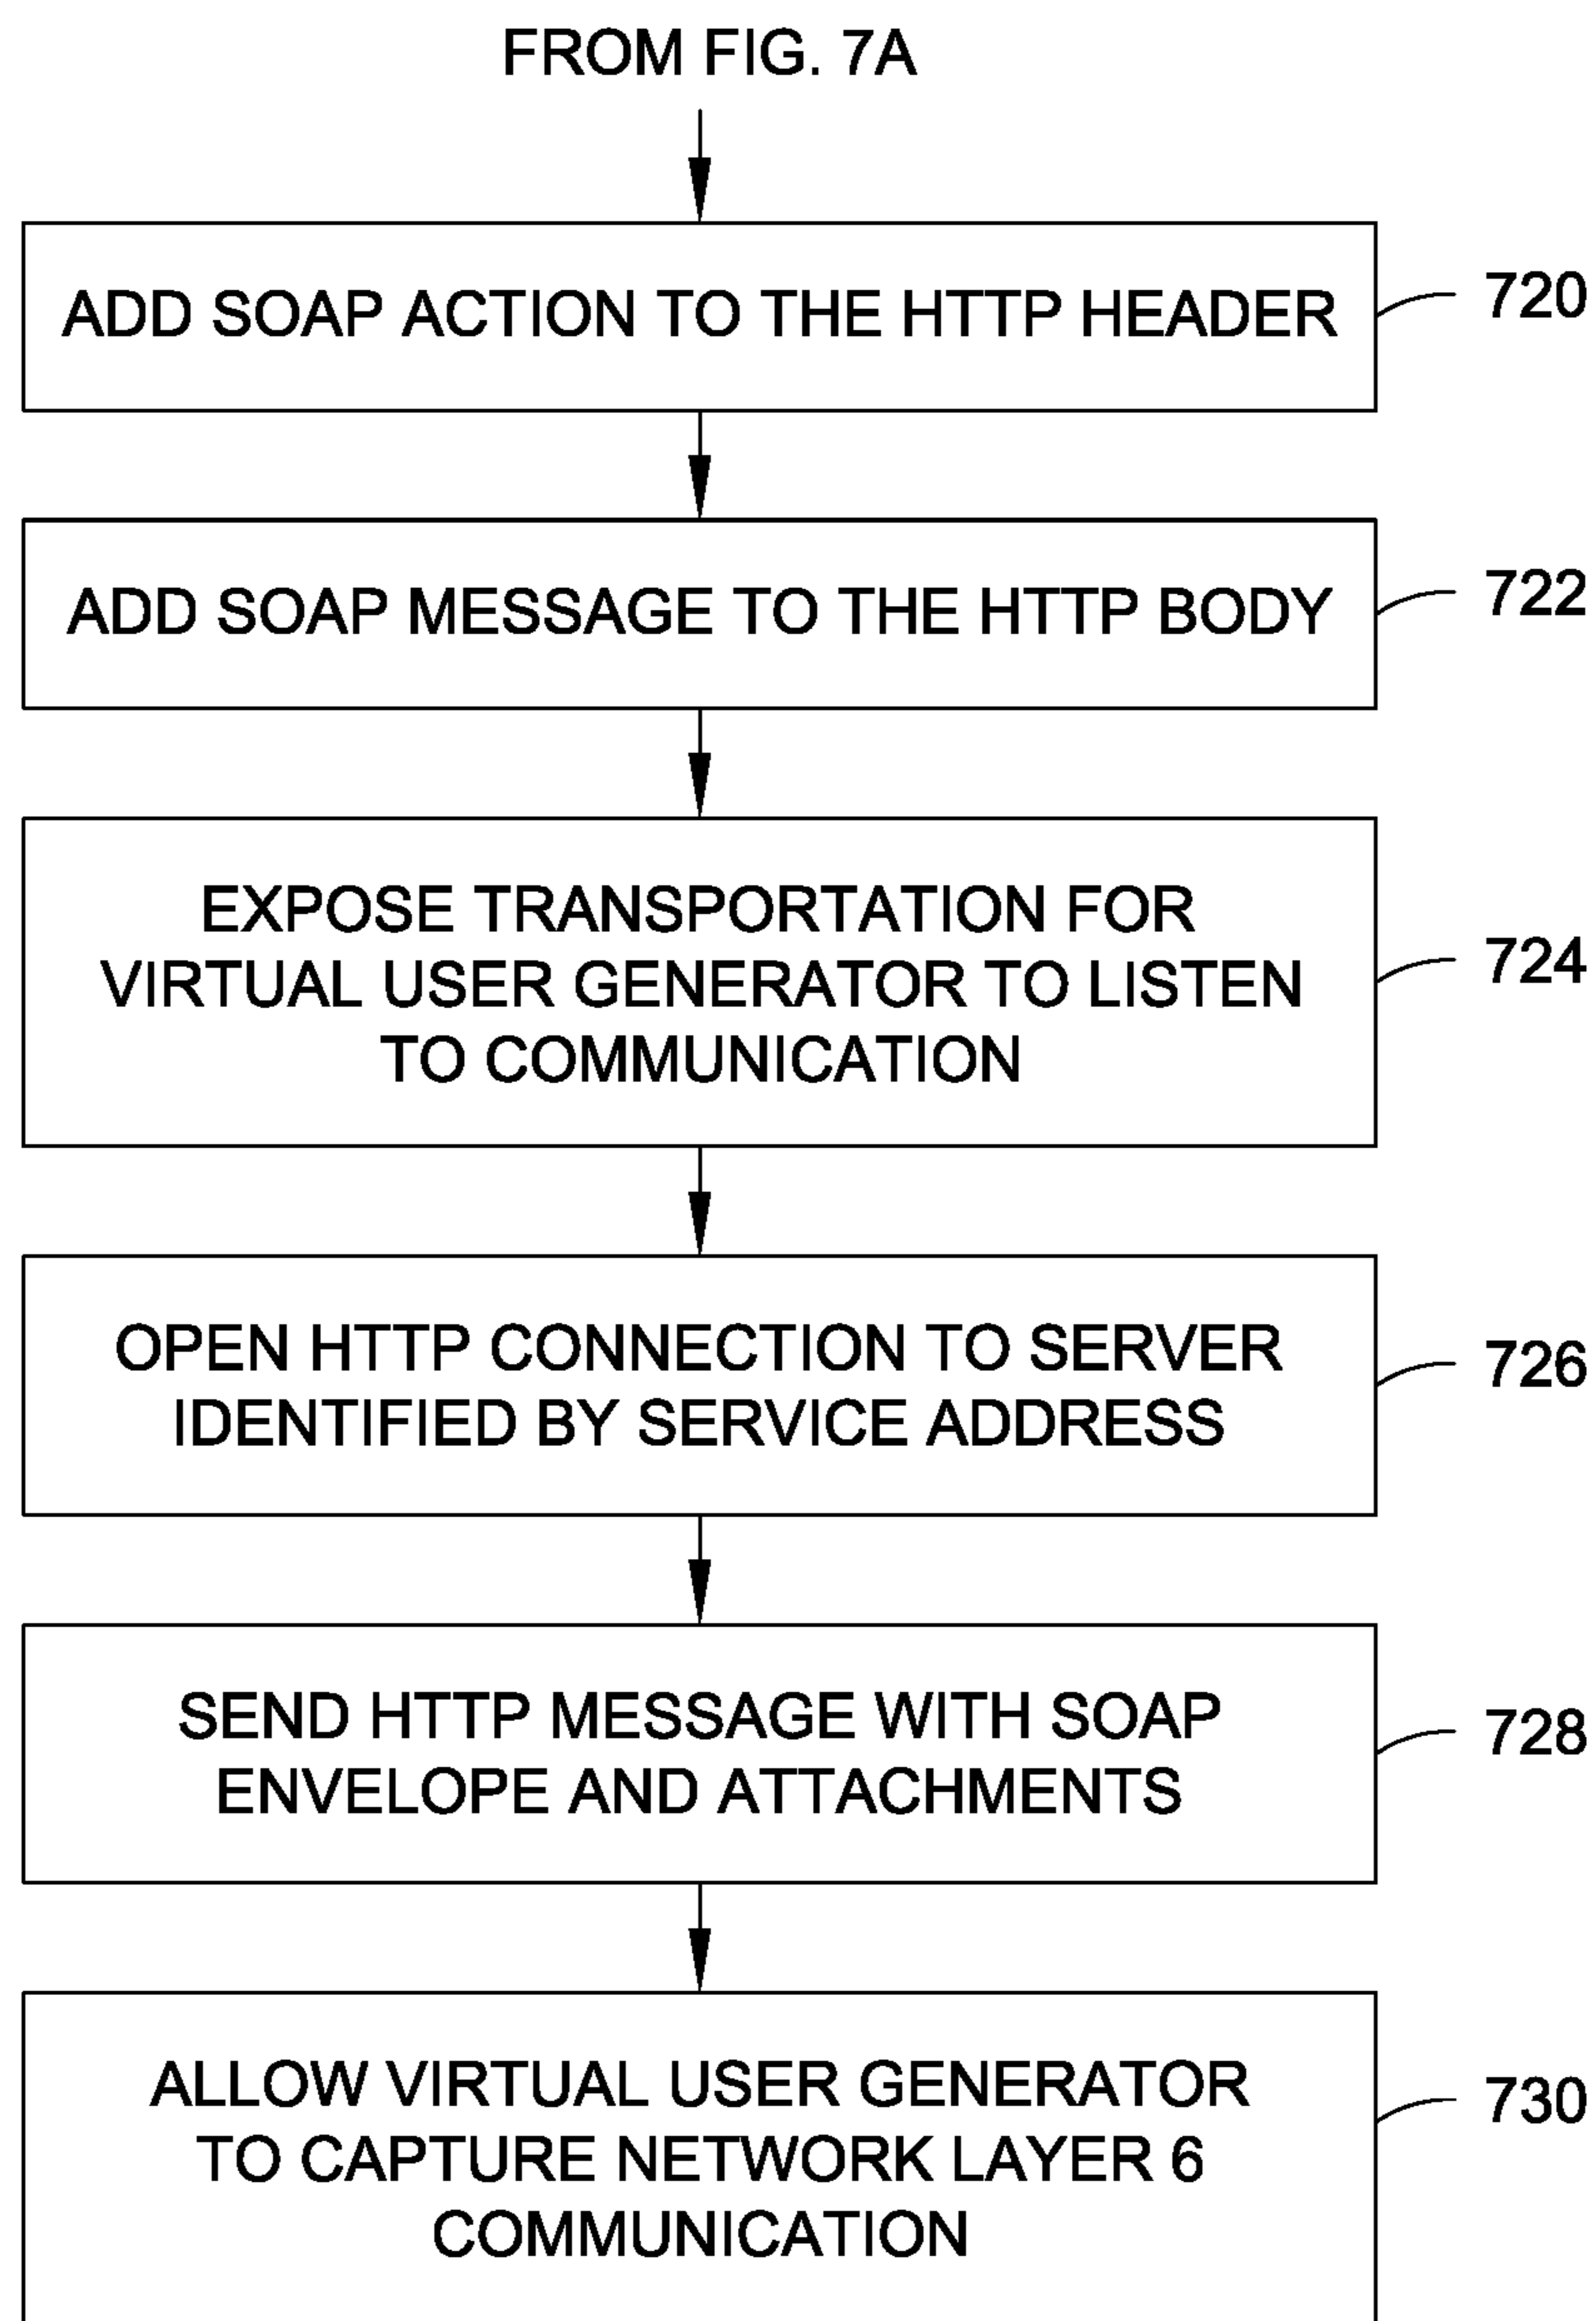 FROM FIG. 7A
ADD SOAP ACTION TO THE HTTP HEADER
720
ADD SOAP MESSAGE TO THE HTTP BODY
722
EXPOSE TRANSPORTATION FOR
VIRTUAL USER GENERATOR TO LISTEN
TO COMMUNICATION
724
OPEN HTTP CONNECTION TO SERVER
IDENTIFIED BY SERVICE ADDRESS
726
SEND HTTP MESSAGE WITH SOAP
ENVELOPE AND ATTACHMENTS
728
ALLOW VIRTUAL USER GENERATOR
TO CAPTURE NETWORK LAYER 6
COMMUNICATION
730